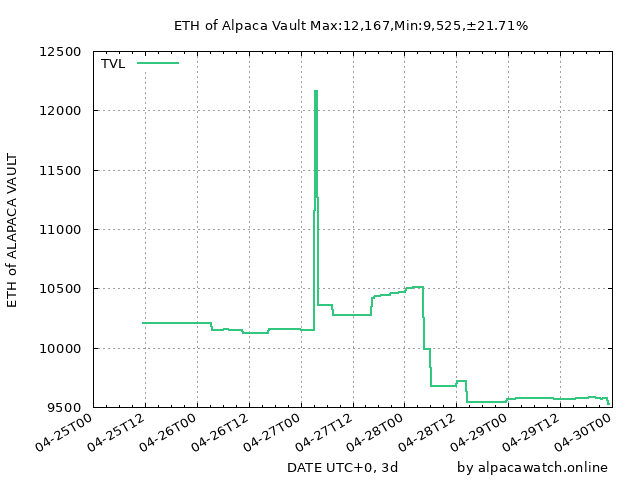 ETH of Alpaca Vault Max:12,167,Min:9,525,±21.71%
12500
TVL
12000
11500
11000
10500
10000
9500
ETH of ALAPACA VAULT
04-25T00
04-25T12
04-26T00
04-26T12
04-27T00
04-27T12
04-28T00
04-28T12
04-29T00
04-29T12
04-30T00
DATE UTC+0, 3d
by alpacawatch.online